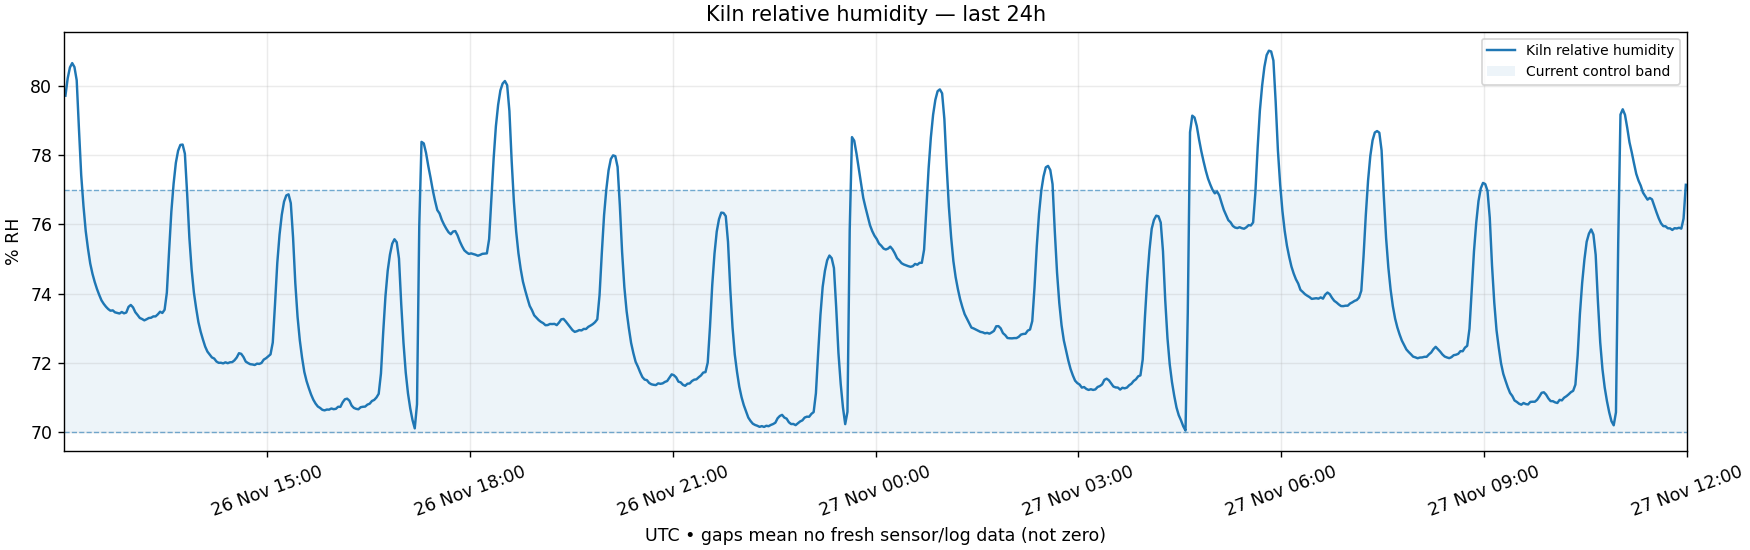 Kiln relative humidity — last 24h
Kiln relative humidity
Current control band
% RH
80
78
76
74
72
70
26 Nov 15:00
26 Nov 18:00
26 Nov 21:00
27 Nov 00:00
27 Nov 03:00
27 Nov 06:00
27 Nov 09:00
27 Nov 12:00
UTC • gaps mean no fresh sensor/log data (not zero)